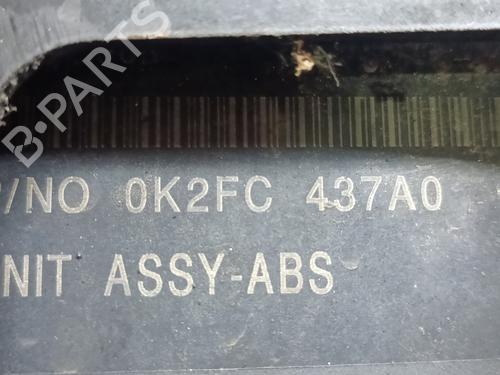 B-PARTS
/NO 0K2FC 437A0
NIT ASSY-ABS